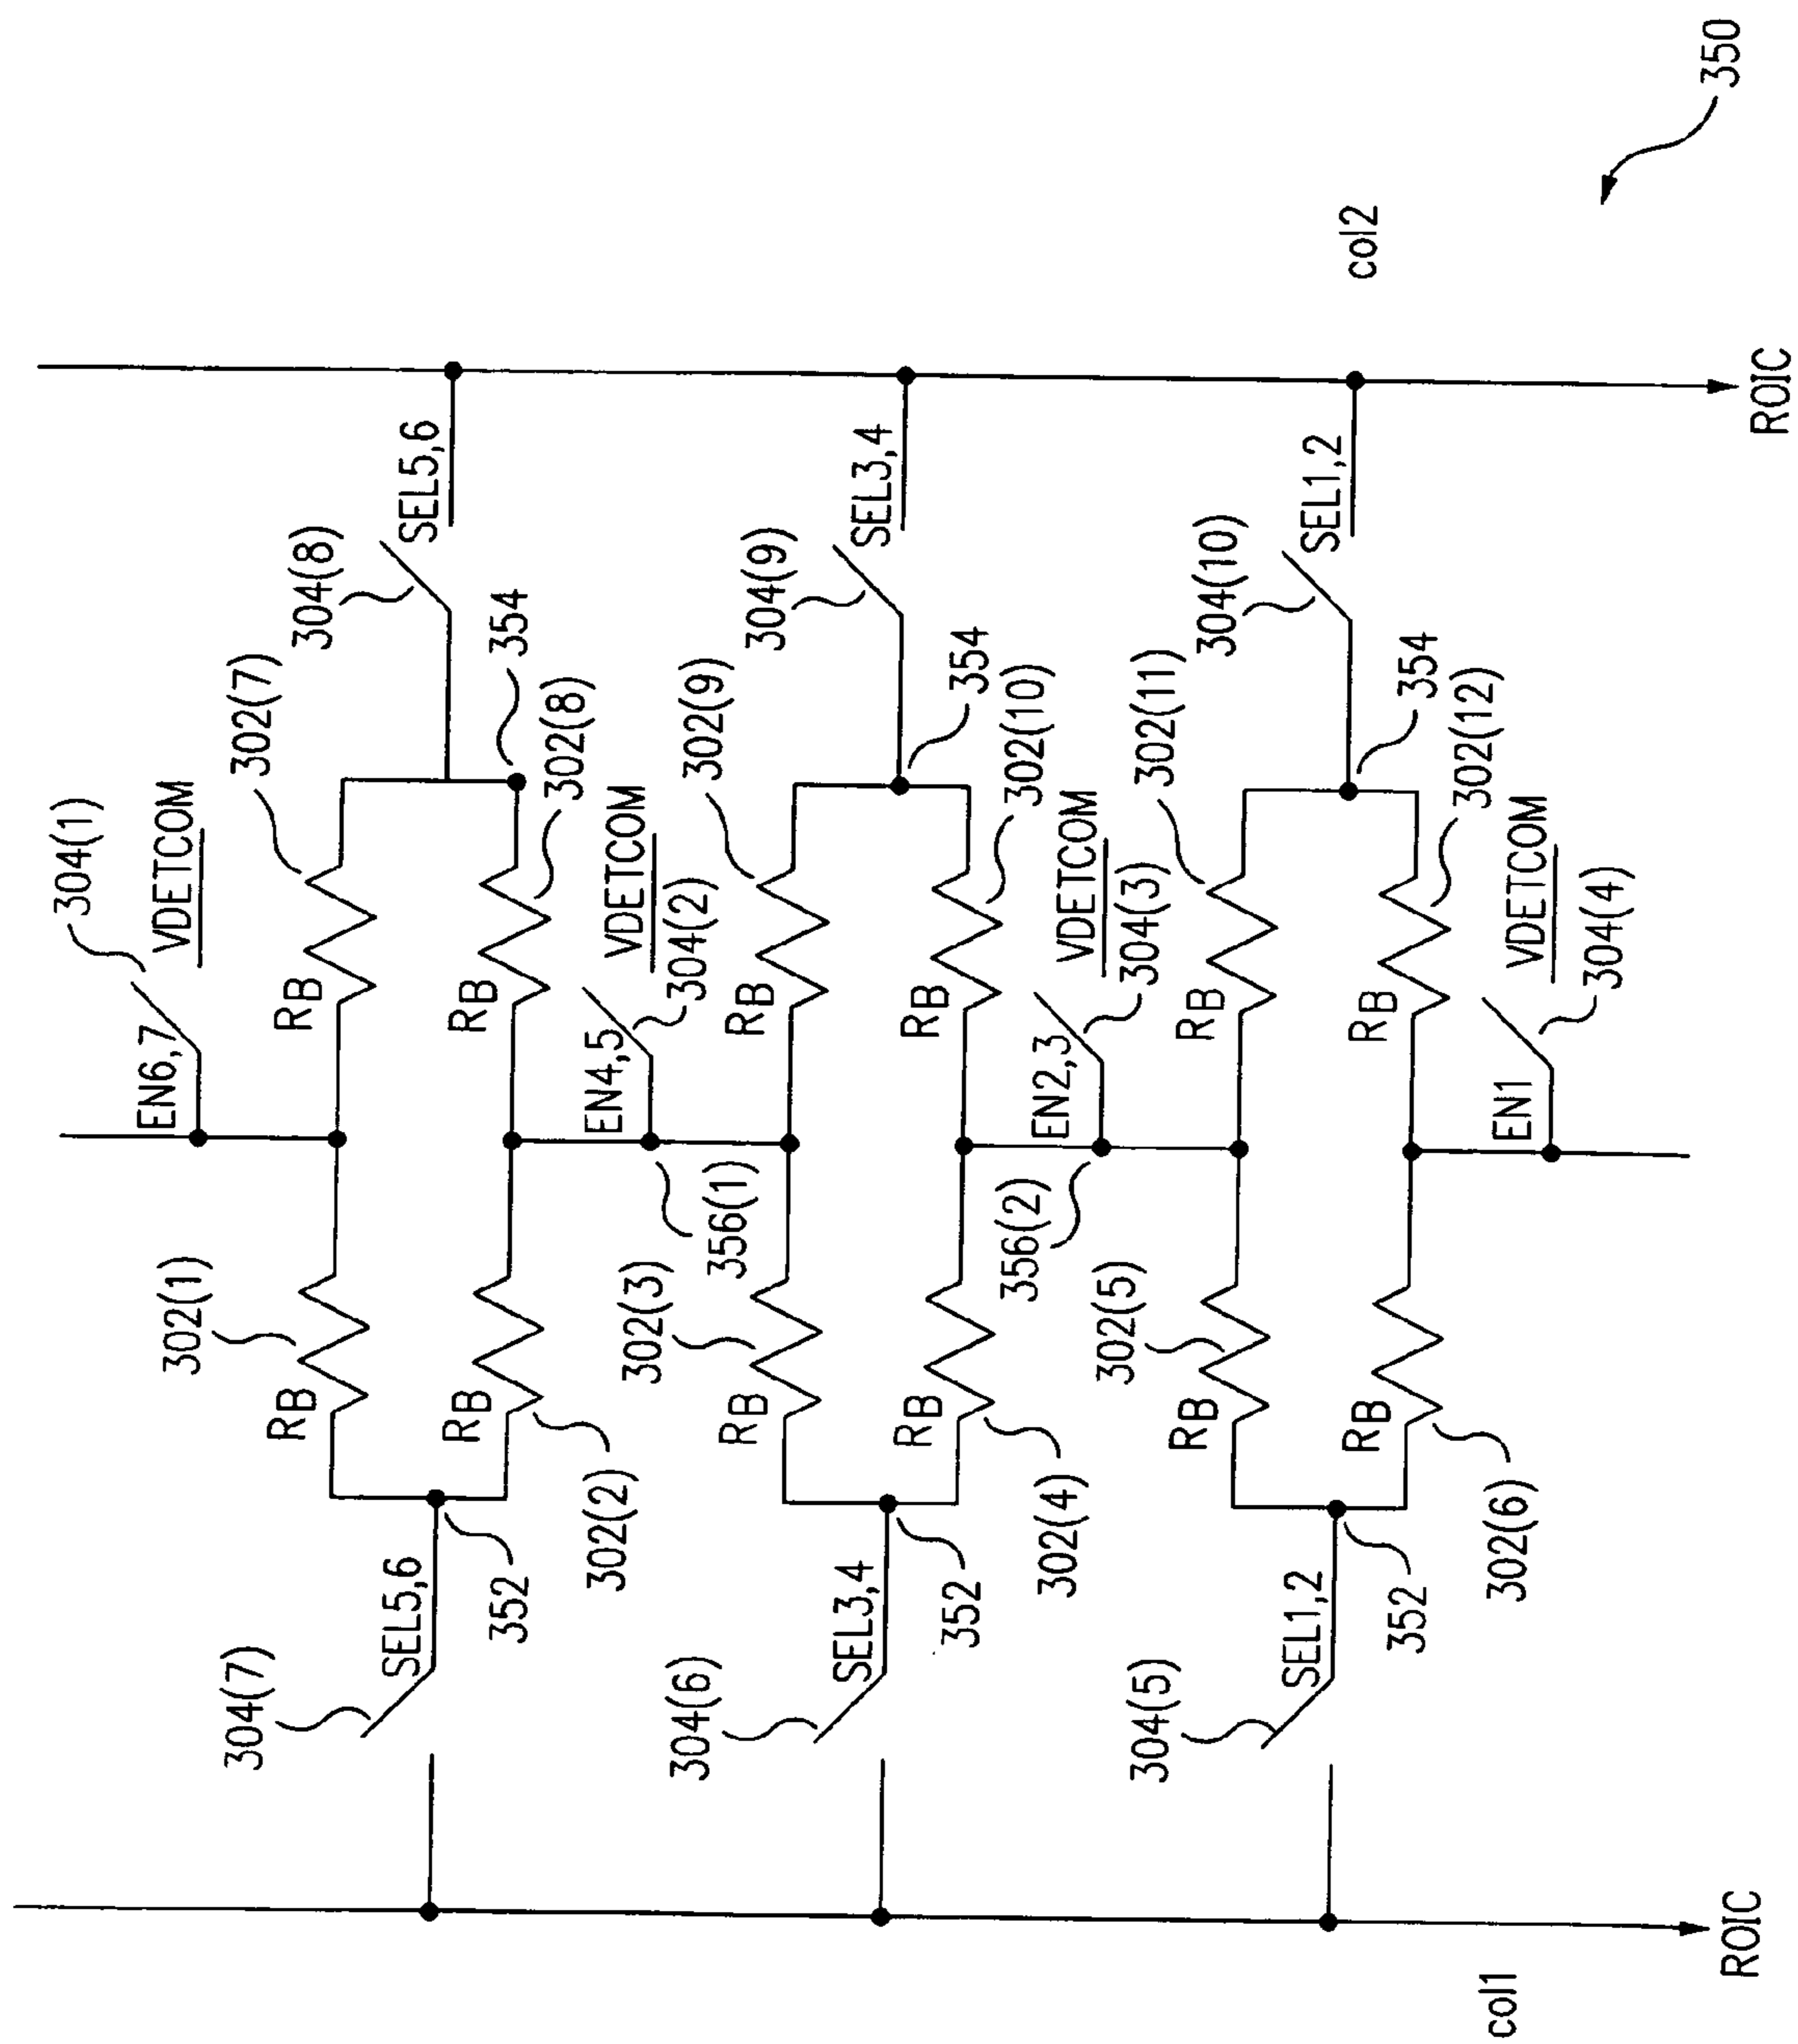 304(1)
EN6,7
VDETCOM
302(1)
302(7)
304(8)
RB
RB
SEL5,6
304(7)
SEL5,6
352
RB
RB
354
302(2)
302(8)
EN4,5
VDETCOM
304(2)
356(1)
302(3)
302(9)
304(9)
RB
RB
SEL3,4
304(6)
SEL3,4
352
RB
RB
354
302(4)
302(10)
EN2,3
VDETCOM
304(3)
356(2)
302(5)
302(11)
304(10)
RB
RB
SEL1,2
304(5)
SEL1,2
352
RB
RB
354
302(6)
302(12)
EN1
VDETCOM
304(4)
col1
col2
ROIC
ROIC
350